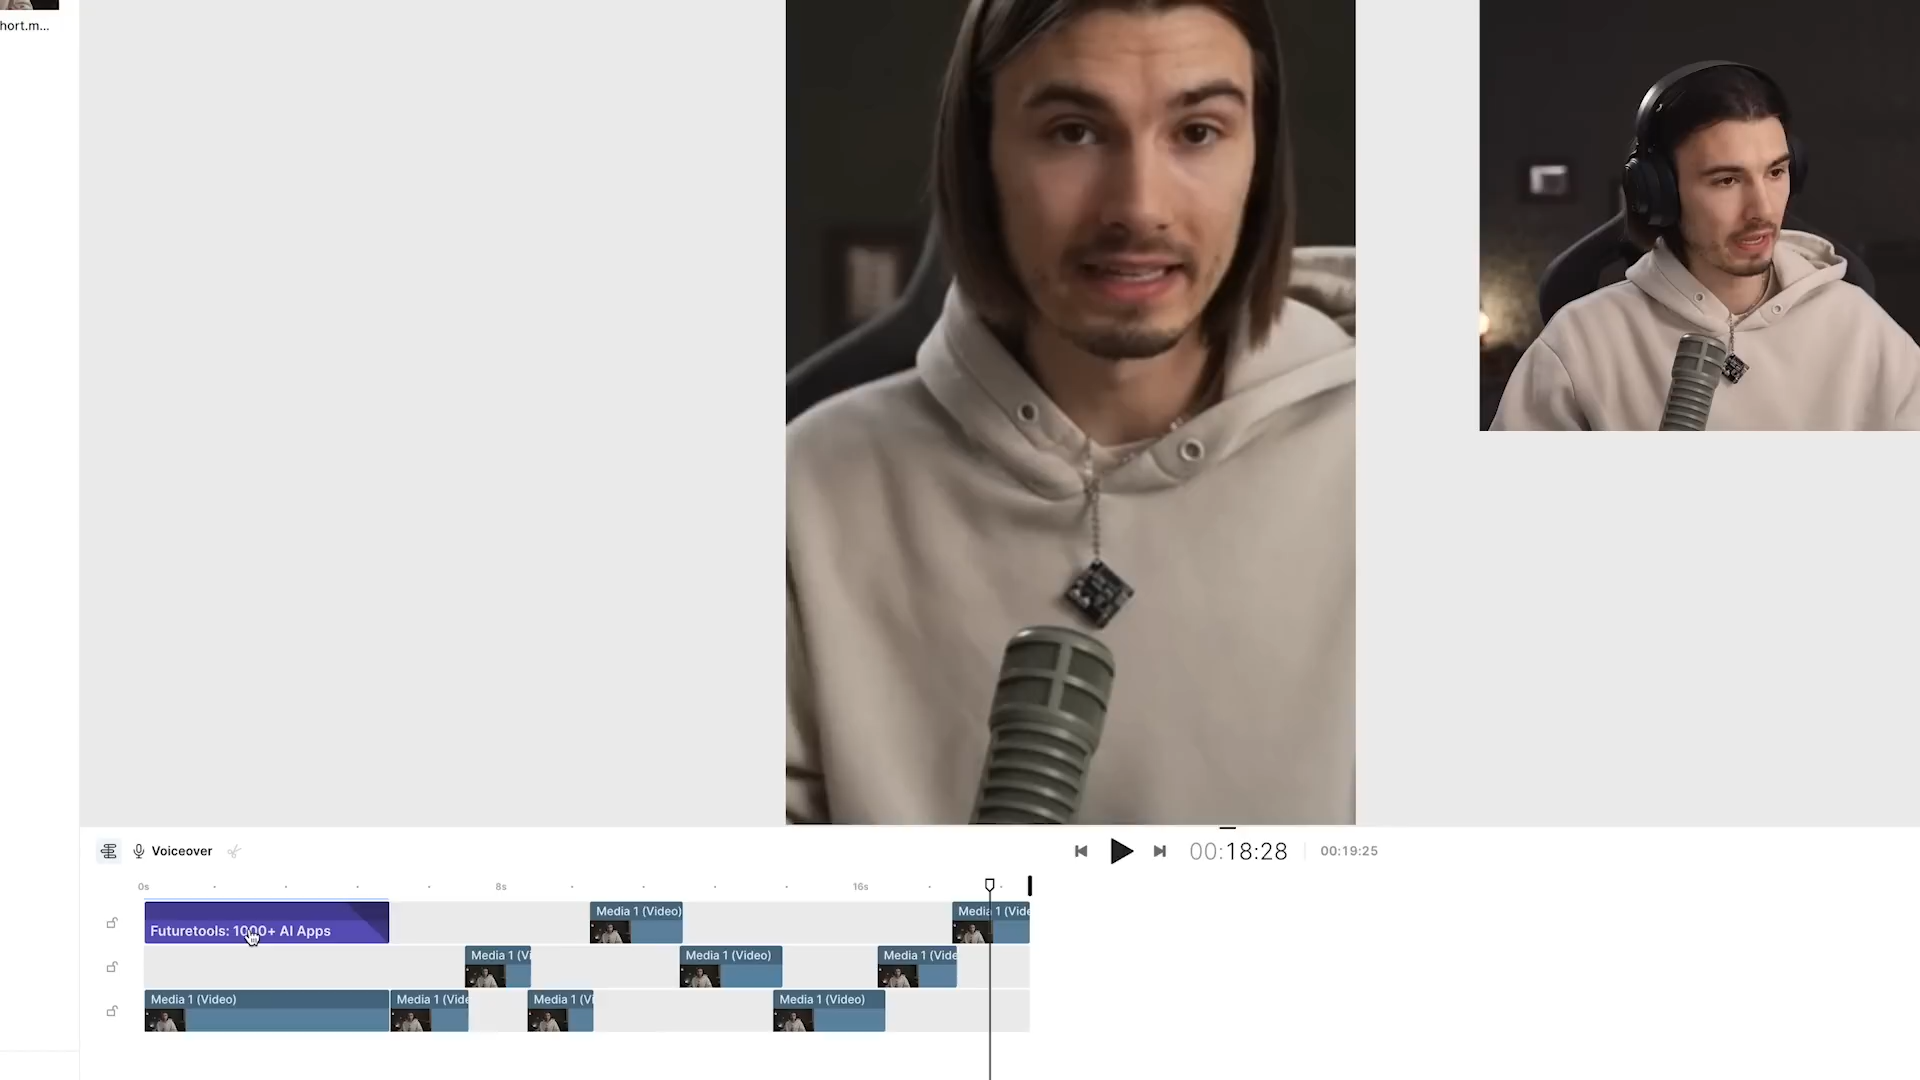 hort.m...
Voiceover
00:18:28
00:19:25
0s
8s
16s
Futuretools: 1000+ AI Apps
Media 1 (Video)
Media 1 (Vide
Media 1 (Vi
Media 1 (Video)
Media 1 (Vide
Media 1 (Video)
Media 1 (Vide
Media 1 (Vi
Media 1 (Video)